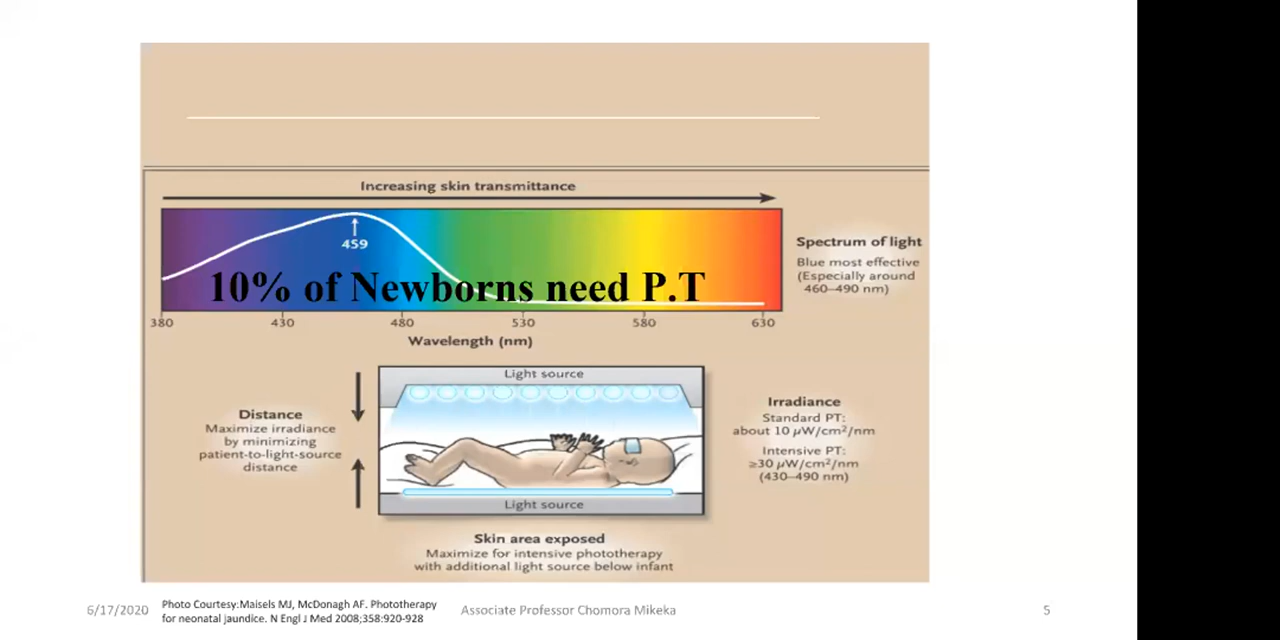 Increasing skin transmittance
459
10% of Newborns need P.T
380 430 480 530 580 630
Wavelength (nm)
Spectrum of light
Blue most effective
(Especially around
460–490 nm)
Light source
Distance
Maximize irradiance
by minimizing
patient-to-light-source
distance
Light source
Irradiance
Standard PT:
about 10 µW/cm²/nm
Intensive PT:
≥30 µW/cm²/nm
(430–490 nm)
Skin area exposed
Maximize for intensive phototherapy
with additional light source below infant
6/17/2020
Photo Courtesy:Maisels MJ, McDonagh AF. Phototherapy
for neonatal jaundice. N Engl J Med 2008;358:920-928
Associate Professor Chomora Mikeka
5